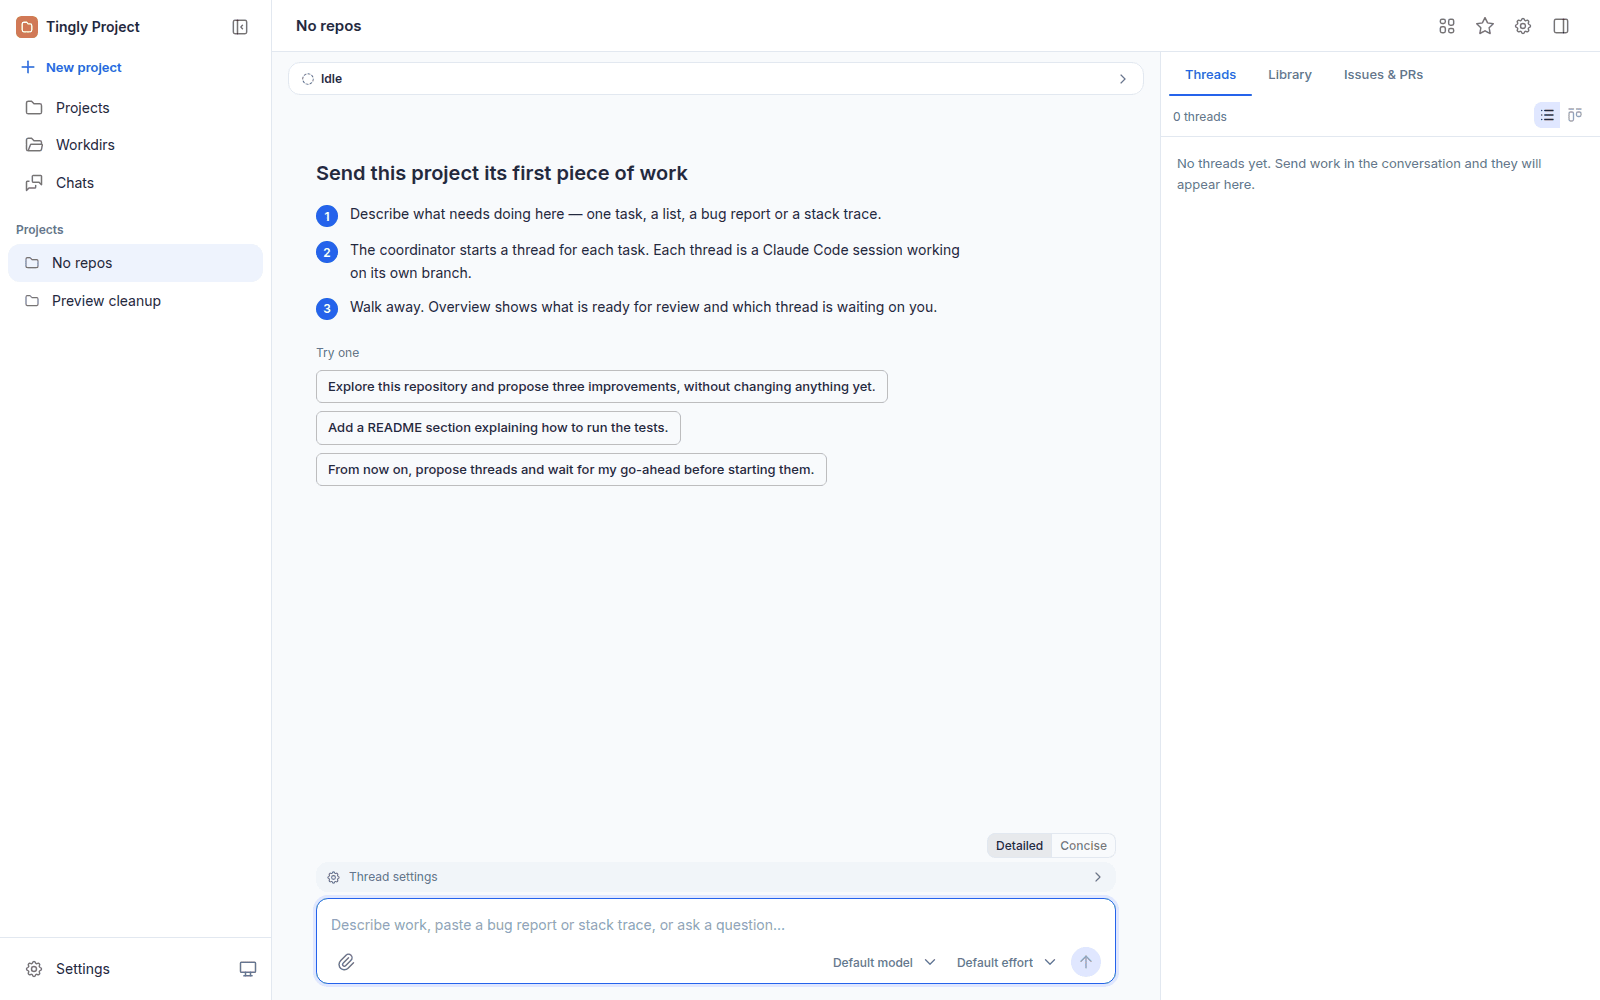 Tingly Project
New project
Projects
Workdirs
Chats
Projects
No repos
Preview cleanup
Settings
No repos
Idle
Send this project its first piece of work
1 Describe what needs doing here — one task, a list, a bug report or a stack trace.
2 The coordinator starts a thread for each task. Each thread is a Claude Code session working
on its own branch.
3 Walk away. Overview shows what is ready for review and which thread is waiting on you.
Try one
Explore this repository and propose three improvements, without changing anything yet.
Add a README section explaining how to run the tests.
From now on, propose threads and wait for my go-ahead before starting them.
Detailed Concise
Thread settings
Describe work, paste a bug report or stack trace, or ask a question...
Default model Default effort
Threads Library Issues & PRs
0 threads
No threads yet. Send work in the conversation and they will
appear here.